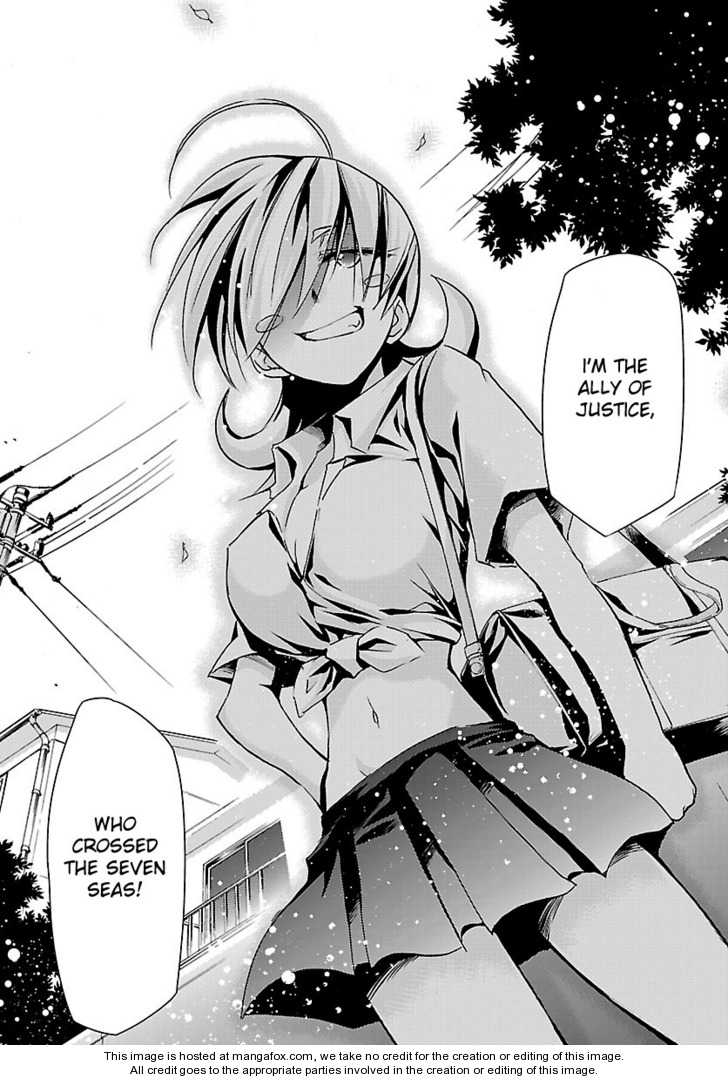 I'M THE
ALLY OF
JUSTICE,
WHO
CROSSED
THE SEVEN
SEAS!
This image is hosted at mangafox.com, we take no credit for the creation or editing of this image.
All credit goes to the appropriate parties involved in the creation or editing of this image.